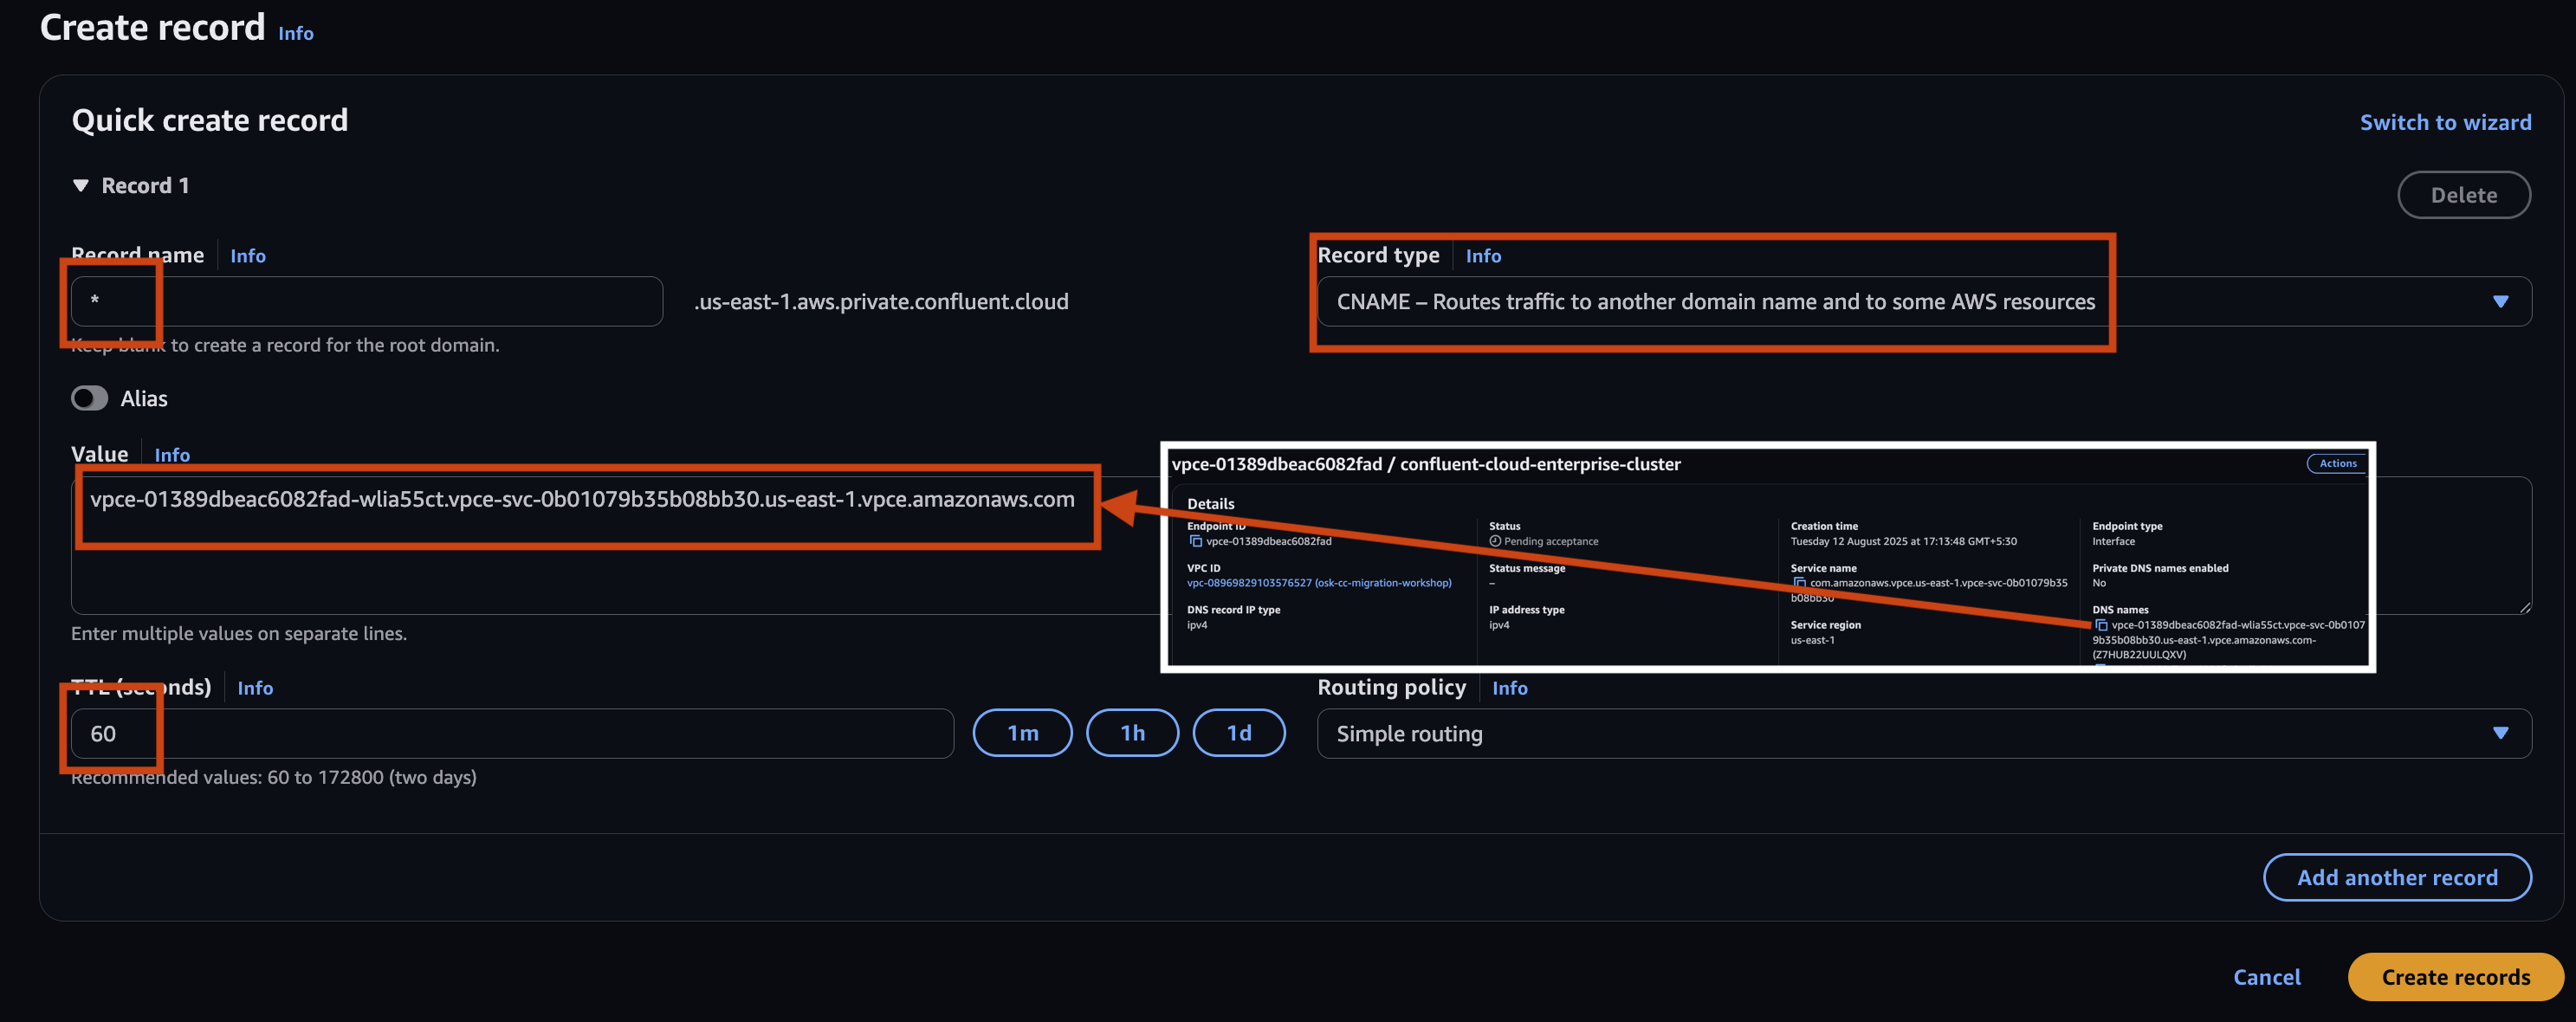 Create record Info
Quick create record
Switch to wizard
Record 1
Delete
Record name Info
*
.us-east-1.aws.private.confluent.cloud
Keep blank to create a record for the root domain.
Record type Info
CNAME – Routes traffic to another domain name and to some AWS resources
Alias
Value Info
vpce-01389dbeac6082fad-wlia55ct.vpce-svc-0b01079b35b08bb30.us-east-1.vpce.amazonaws.com
Enter multiple values on separate lines.
vpce-01389dbeac6082fad / confluent-cloud-enterprise-cluster
Actions
Details
Endpoint ID
vpce-01389dbeac6082fad
Status
Pending acceptance
Creation time
Tuesday 12 August 2025 at 17:13:48 GMT+5:30
Endpoint type
Interface
VPC ID
vpc-08969829103576527 (osk-cc-migration-workshop)
Status message
–
Service name
com.amazonaws.vpce.us-east-1.vpce-svc-0b01079b35
b08bb30
Private DNS names enabled
No
DNS record IP type
ipv4
IP address type
ipv4
Service region
us-east-1
DNS names
vpce-01389dbeac6082fad-wlia55ct.vpce-svc-0b0107
9b35b08bb30.us-east-1.vpce.amazonaws.com-
(Z7HUB22UULQXV)
TTL (seconds) Info
60
1m
1h
1d
Recommended values: 60 to 172800 (two days)
Routing policy Info
Simple routing
Add another record
Cancel
Create records